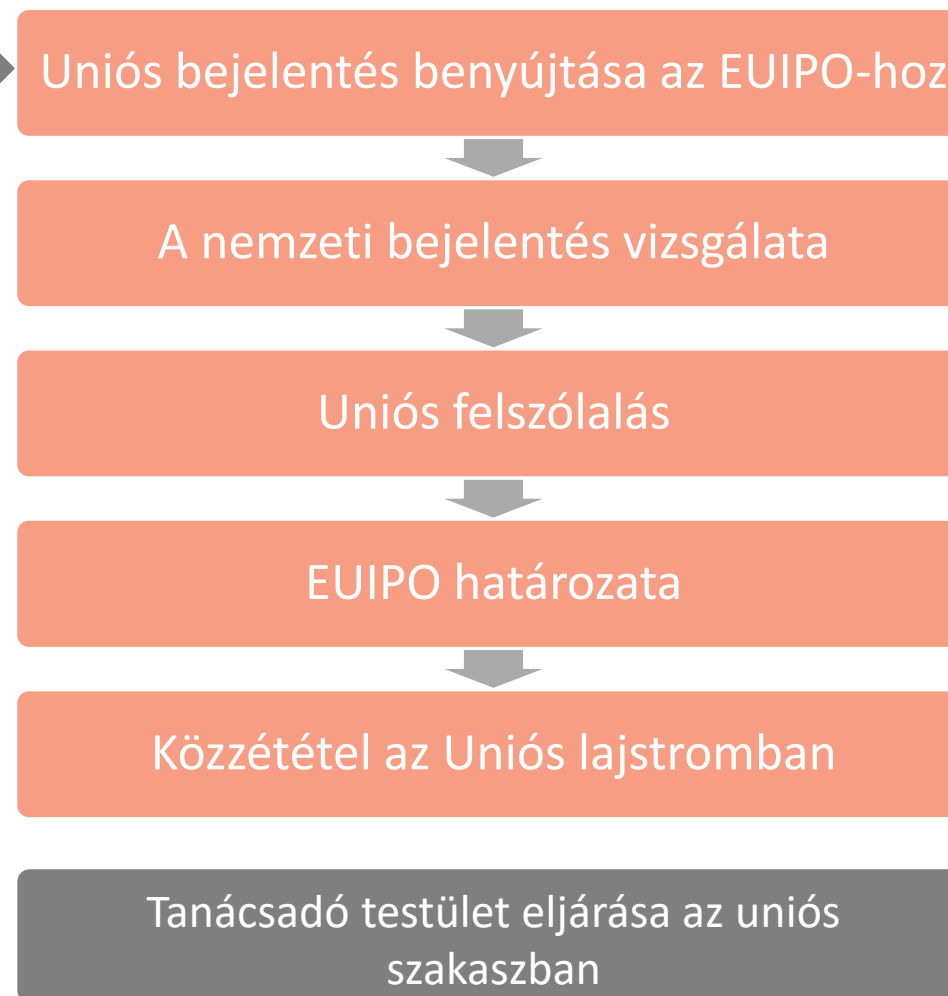 Uniós bejelentés benyújtása az EUIPO-hoz
A nemzeti bejelentés vizsgálata
Uniós felszólalás
EUIPO határozata
Közzététel az Uniós lajstromban
Tanácsadó testület eljárása az uniós
szakaszban